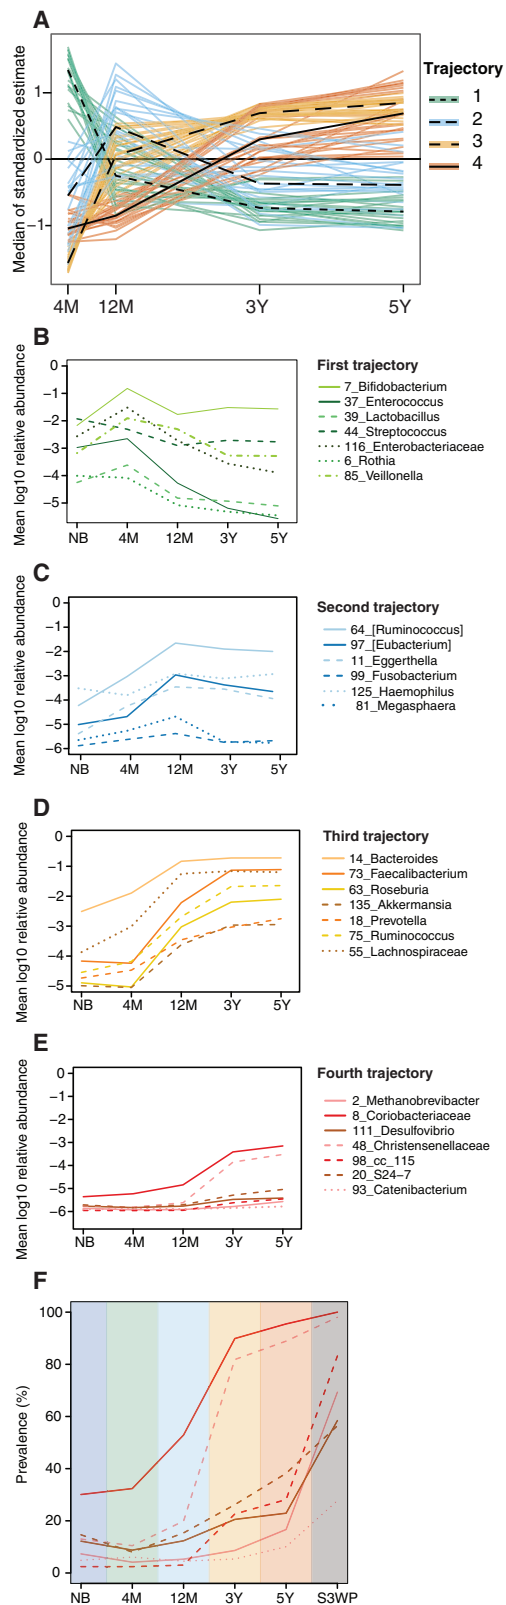 A
Median of standardized estimate
1
0
−1
4M 12M 3Y 5Y
Trajectory
1
2
3
4
B
Mean log10 relative abundance
0
−1
−2
−3
−4
−5
NB 4M 12M 3Y 5Y
First trajectory
7_Bifidobacterium
37_Enterococcus
39_Lactobacillus
44_Streptococcus
116_Enterobacteriaceae
6_Rothia
85_Veillonella
C
Mean log10 relative abundance
0
−1
−2
−3
−4
−5
−6
NB 4M 12M 3Y 5Y
Second trajectory
64_[Ruminococcus]
97_[Eubacterium]
11_Eggerthella
99_Fusobacterium
125_Haemophilus
81_Megasphaera
D
Mean log10 relative abundance
0
−1
−2
−3
−4
−5
NB 4M 12M 3Y 5Y
Third trajectory
14_Bacteroides
73_Faecalibacterium
63_Roseburia
135_Akkermansia
18_Prevotella
75_Ruminococcus
55_Lachnospiraceae
E
Mean log10 relative abundance
0
−1
−2
−3
−4
−5
−6
NB 4M 12M 3Y 5Y
Fourth trajectory
2_Methanobrevibacter
8_Coriobacteriaceae
111_Desulfovibrio
48_Christensenellaceae
98_cc_115
20_S24−7
93_Catenibacterium
F
Prevalence (%)
100
80
60
40
20
0
NB 4M 12M 3Y 5Y S3WP